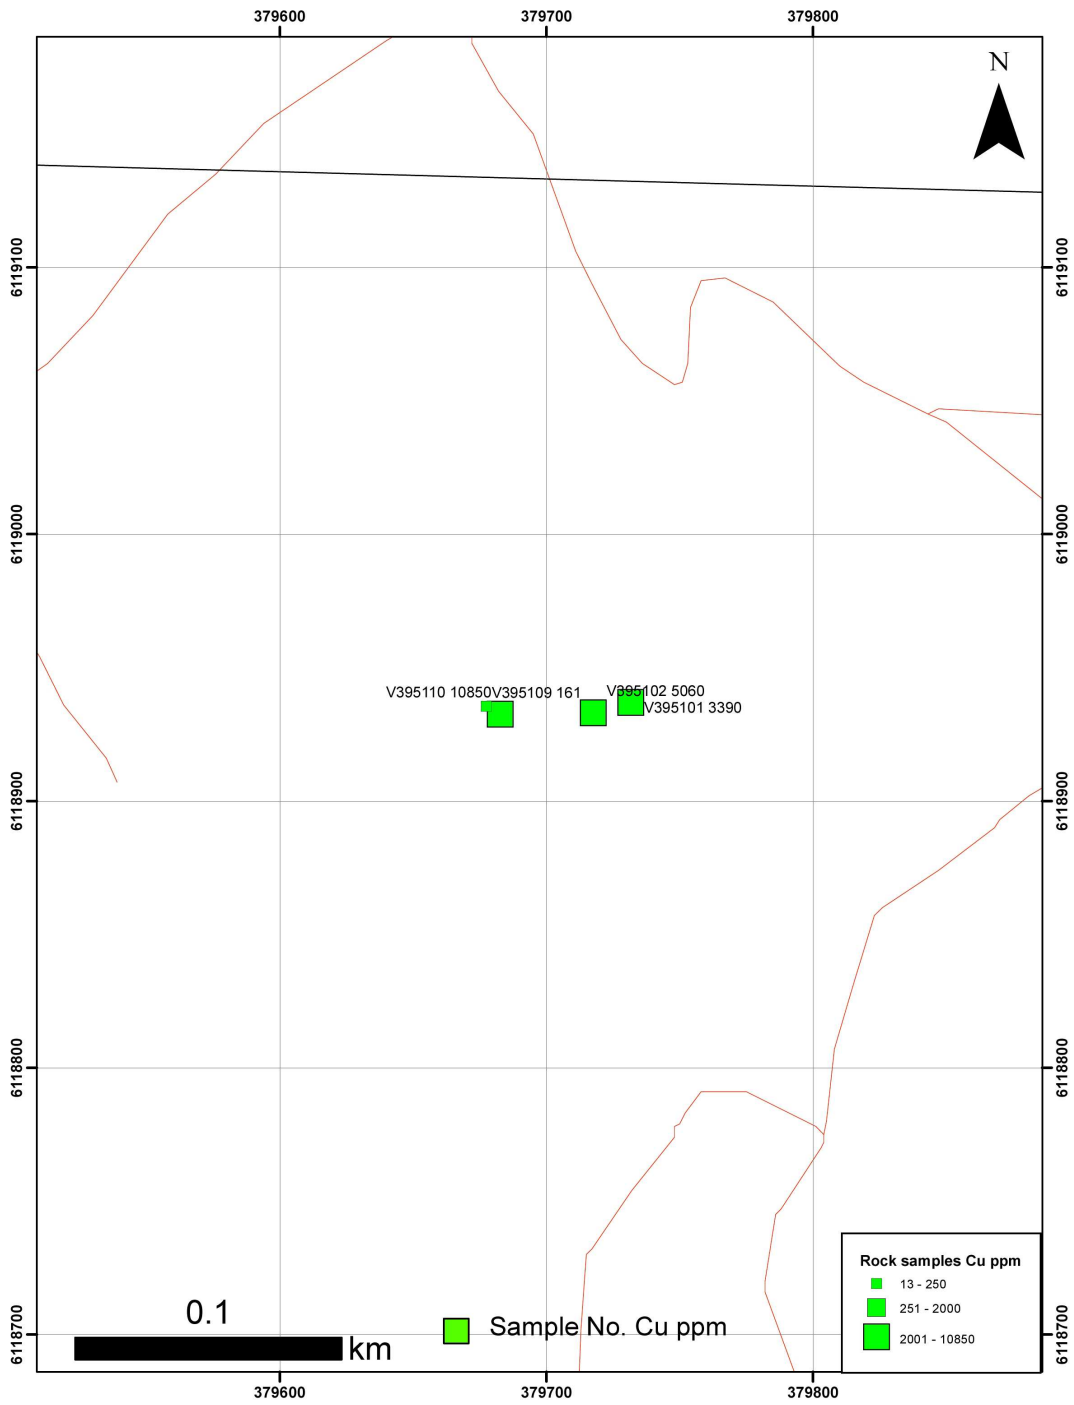 379600 379700 379800
N
6119100 6119100
6119000 6119000
V395110 10850 V395109 161 V395102 5060
V395101 3390
6118900 6118900
6118800 6118800
Rock samples Cu ppm
13 - 250
251 - 2000
2001 - 10850
0.1
km
Sample No. Cu ppm
6118700 6118700
379600 379700 379800